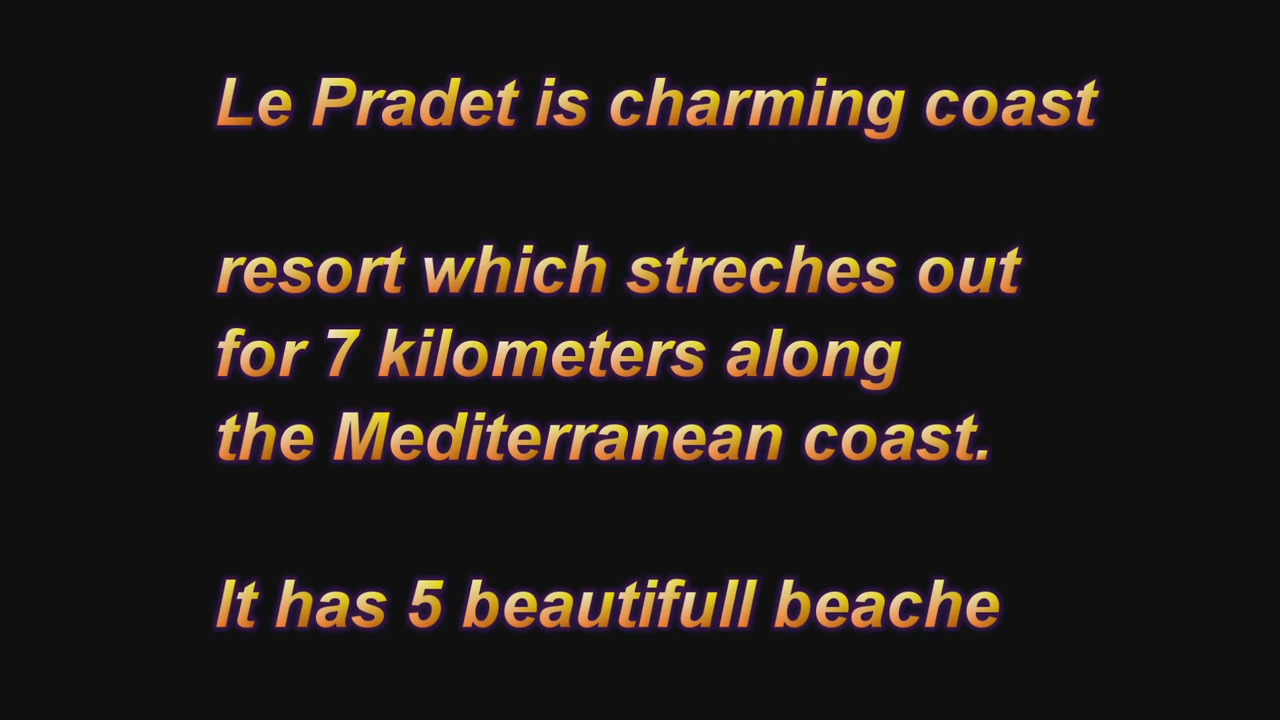 Le Pradet is charming coast
resort which streches out
for 7 kilometers along
the Mediterranean coast.
It has 5 beautifull beache